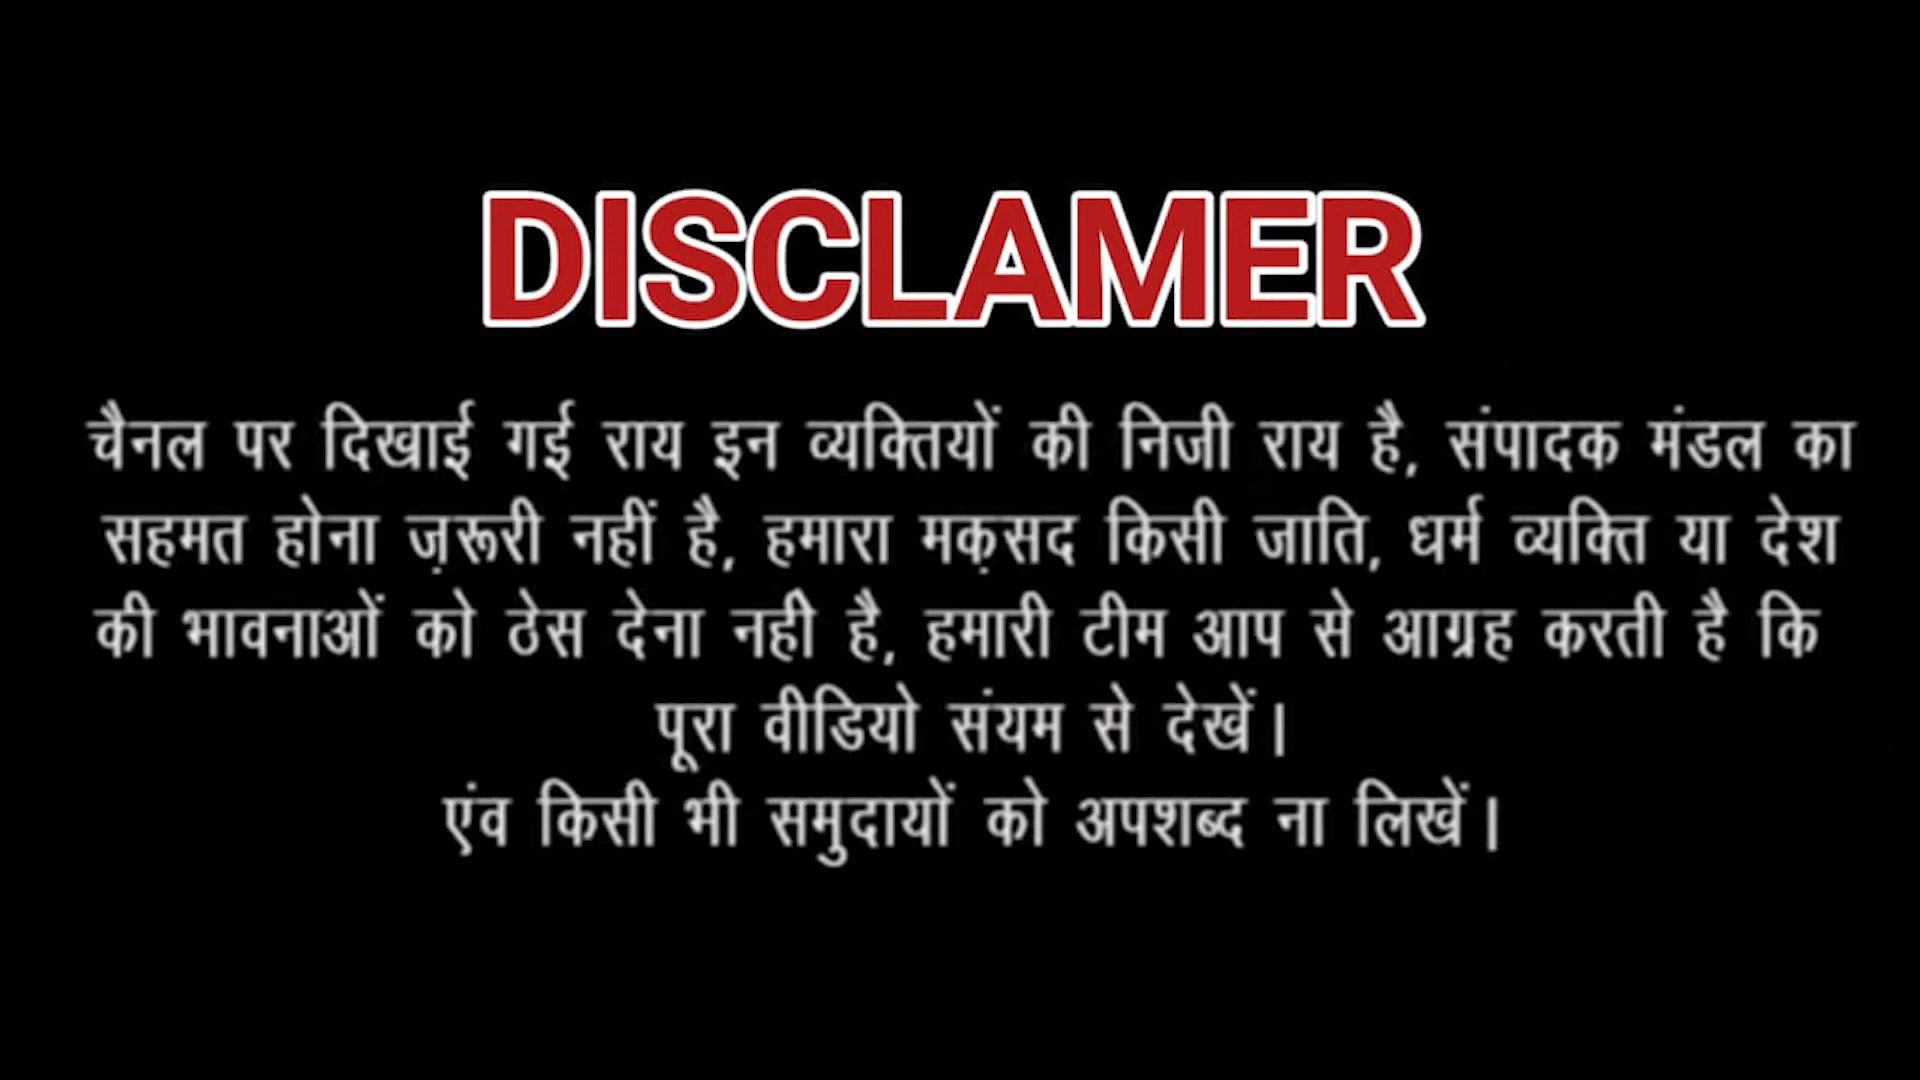 DISCLAMER
चैनल पर दिखाई गई राय इन व्यक्तियों की निजी राय है, संपादक मंडल का
सहमत होना ज़रूरी नहीं है, हमारा मक़सद किसी जाति, धर्म व्यक्ति या देश
की भावनाओं को ठेस देना नही है, हमारी टीम आप से आग्रह करती है कि
पूरा वीडियो संयम से देखें।
एंव किसी भी समुदायों को अपशब्द ना लिखें।